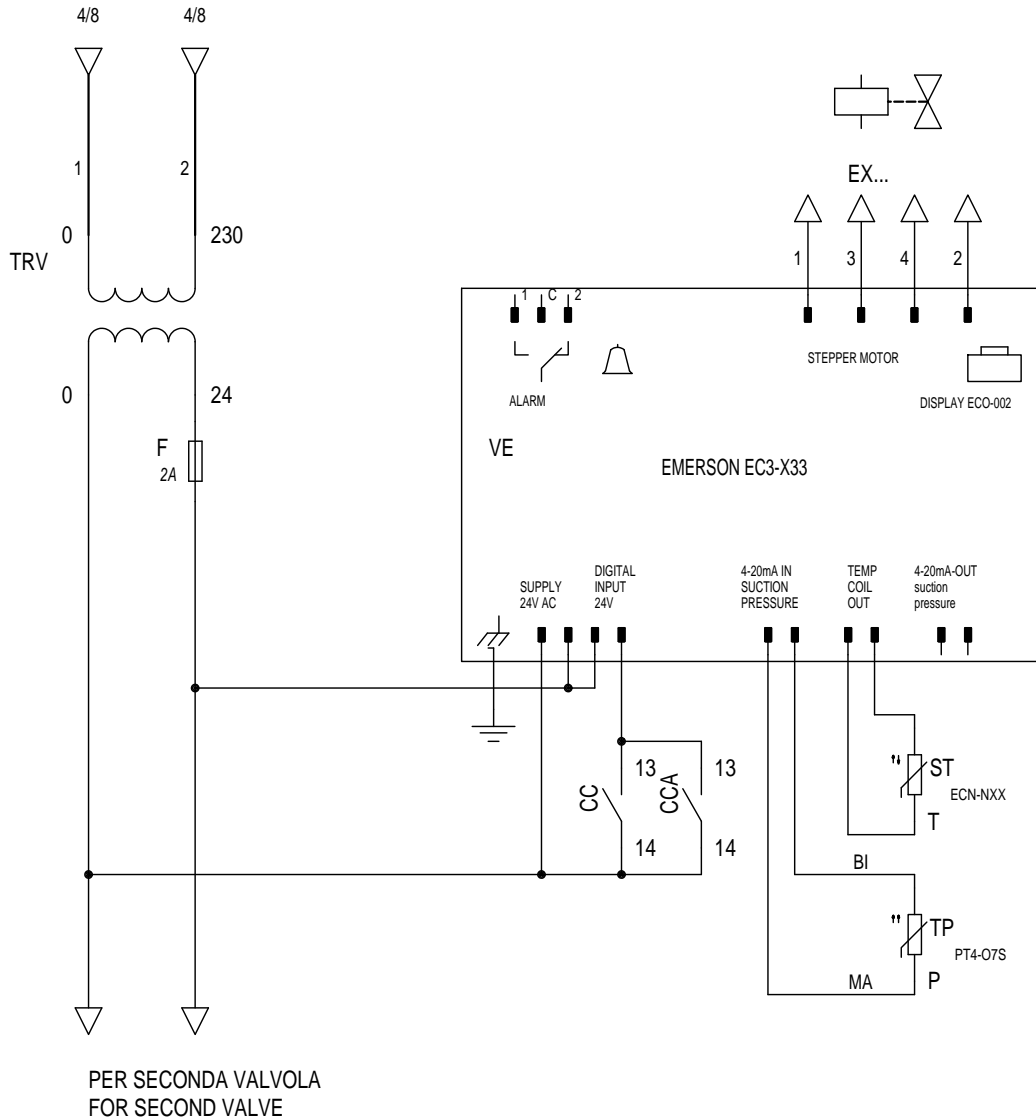 4/8
4/8
1
2
0
230
TRV
0
24
F
2A
EX...
1
3
4
2
1
C
2
ALARM
STEPPER MOTOR
DISPLAY ECO-002
VE
EMERSON EC3-X33
SUPPLY
24V AC
DIGITAL
INPUT
24V
4-20mA IN
SUCTION
PRESSURE
TEMP
COIL
OUT
4-20mA-OUT
suction
pressure
CC
13
14
CCA
13
14
ST
ECN-NXX
T
BI
TP
PT4-O7S
MA
P
PER SECONDA VALVOLA
FOR SECOND VALVE